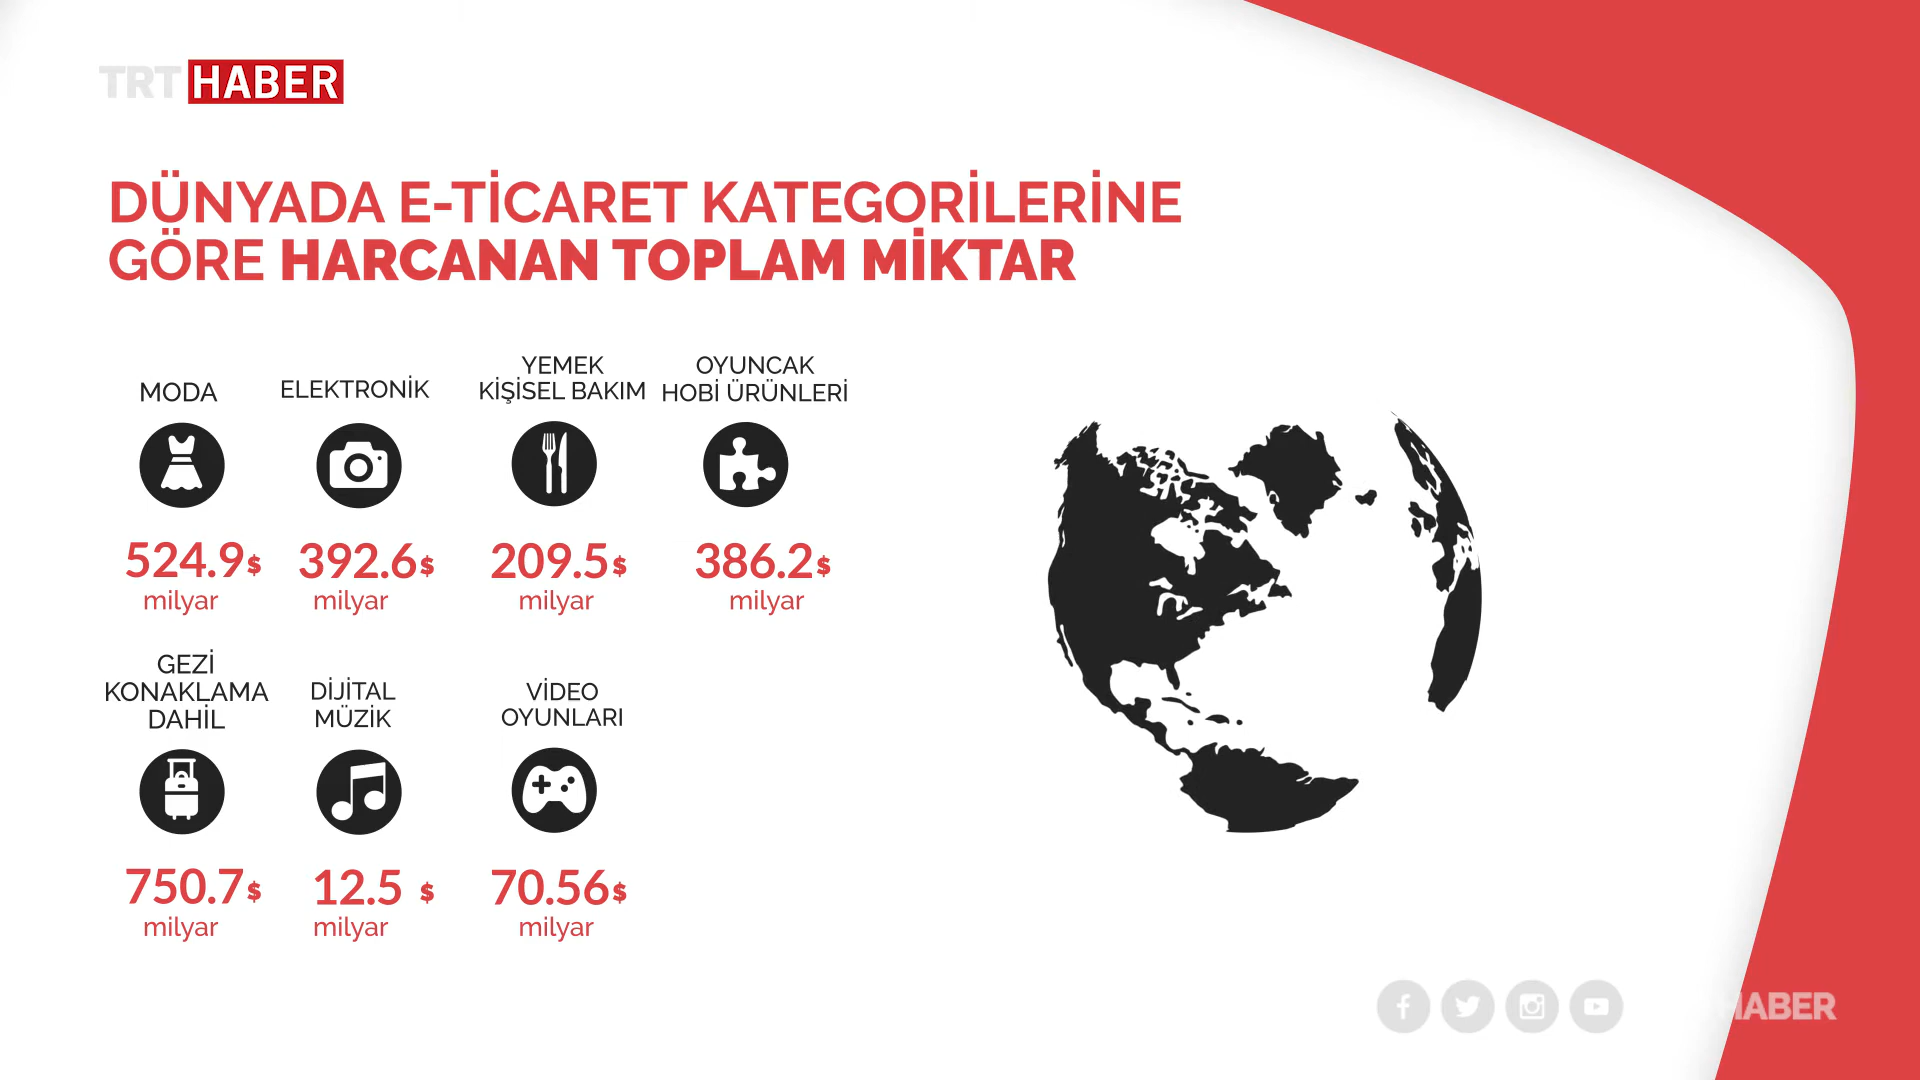 TRT HABER
DÜNYADA E-TİCARET KATEGORİLERİNE
GÖRE HARCANAN TOPLAM MİKTAR
MODA
524.9$
milyar
ELEKTRONİK
392.6$
milyar
YEMEK
KİŞİSEL BAKIM
209.5$
milyar
OYUNCAK
HOBİ ÜRÜNLERİ
386.2$
milyar
GEZİ
KONAKLAMA
DAHİL
750.7$
milyar
DİJİTAL
MÜZİK
12.5 $
milyar
VİDEO
OYUNLARI
70.56$
milyar
HABER